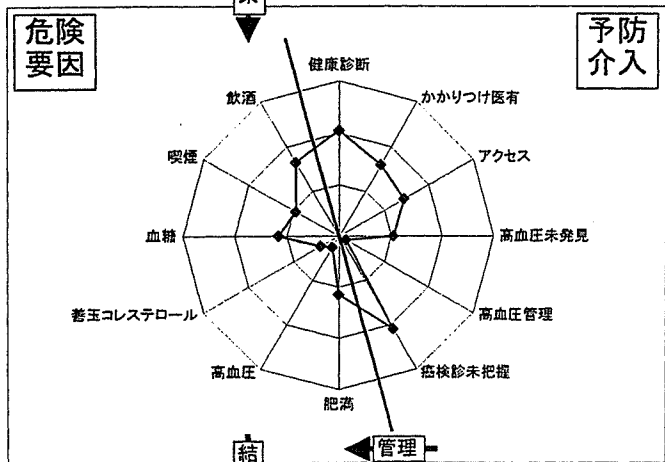 危険
要因
予防
介入
健康診断
飲酒
かかりつけ医有
喫煙
アクセス
血糖
高血圧未発見
善玉コレステロール
高血圧管理
高血圧
癌検診未把握
肥満
結
管理